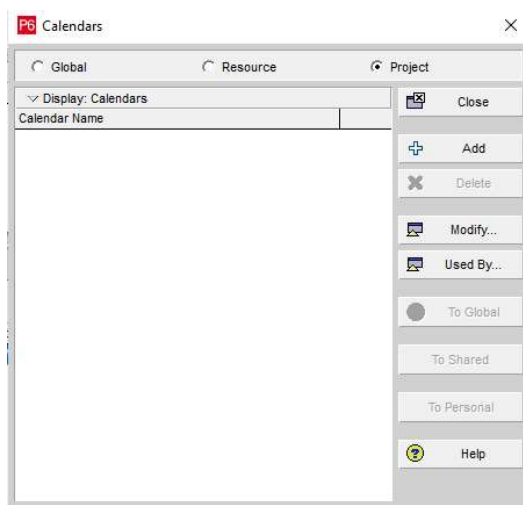 P6 Calendars
Global Resource Project
Display: Calendars
Calendar Name
Close
Add
Delete
Modify...
Used By...
To Global
To Shared
To Personal
Help